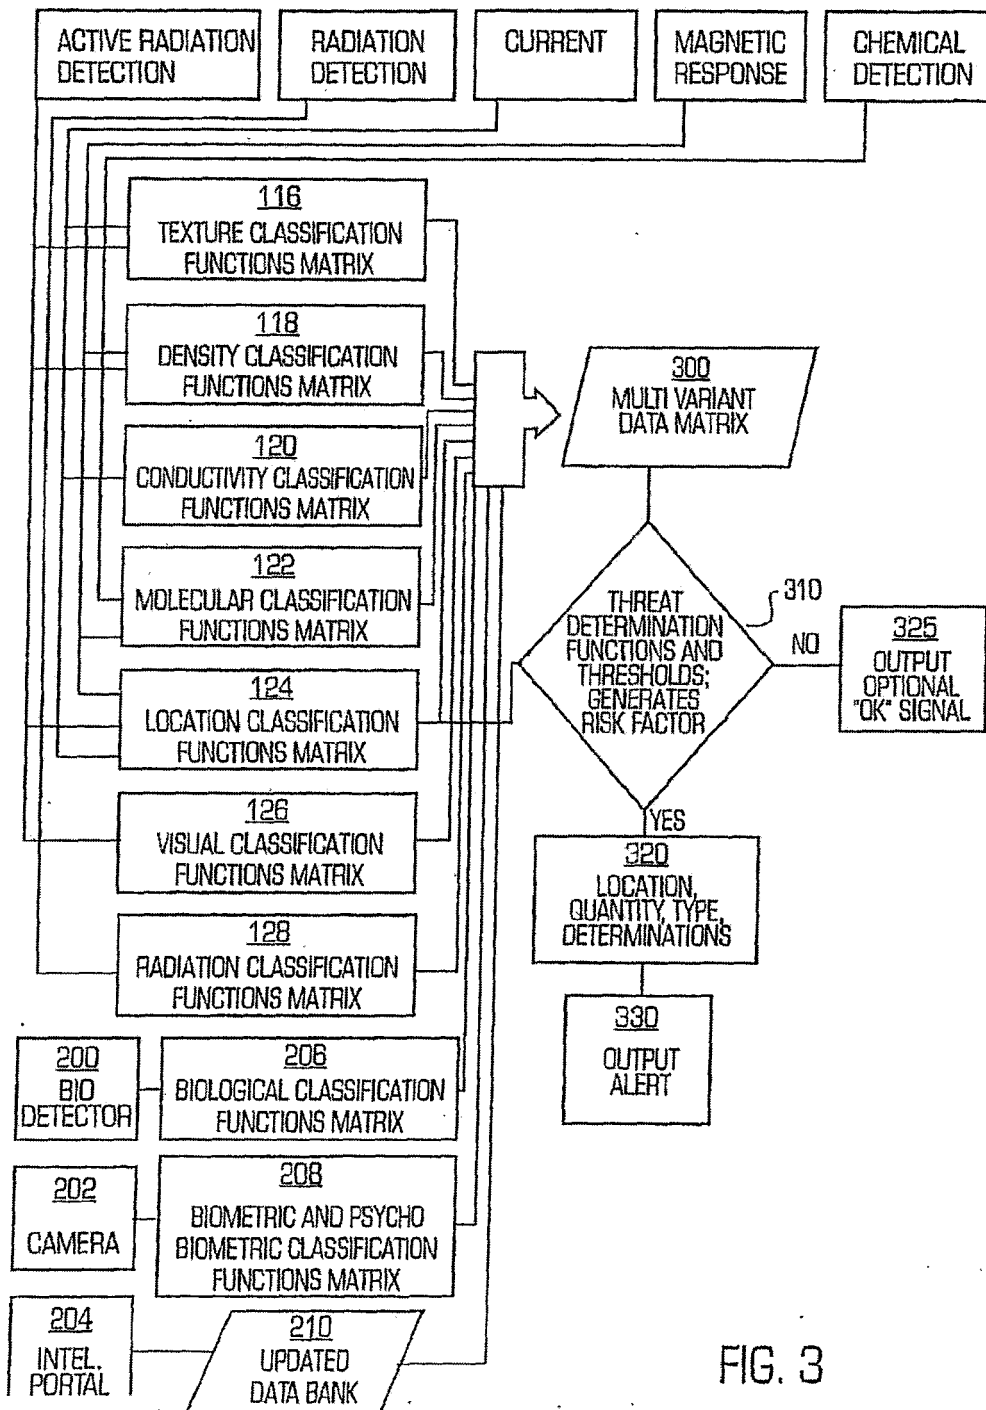 ACTIVE RADIATION
DETECTION
RADIATION
DETECTION
CURRENT
MAGNETIC
RESPONSE
CHEMICAL
DETECTION
116
TEXTURE CLASSIFICATION
FUNCTIONS MATRIX
118
DENSITY CLASSIFICATION
FUNCTIONS MATRIX
120
CONDUCTIVITY CLASSIFICATION
FUNCTIONS MATRIX
122
MOLECULAR CLASSIFICATION
FUNCTIONS MATRIX
124
LOCATION CLASSIFICATION
FUNCTIONS MATRIX
126
VISUAL CLASSIFICATION
FUNCTIONS MATRIX
128
RADIATION CLASSIFICATION
FUNCTIONS MATRIX
200
BIO
DETECTOR
206
BIOLOGICAL CLASSIFICATION
FUNCTIONS MATRIX
202
CAMERA
208
BIOMETRIC AND PSYCHO
BIOMETRIC CLASSIFICATION
FUNCTIONS MATRIX
204
INTEL.
PORTAL
210
UPDATED
DATA BANK
300
MULTI VARIANT
DATA MATRIX
310
THREAT
DETERMINATION
FUNCTIONS AND
THRESHOLDS;
GENERATES
RISK FACTOR
NO
325
OUTPUT
OPTIONAL
"OK" SIGNAL
YES
320
LOCATION,
QUANTITY, TYPE,
DETERMINATIONS
330
OUTPUT
ALERT
FIG. 3